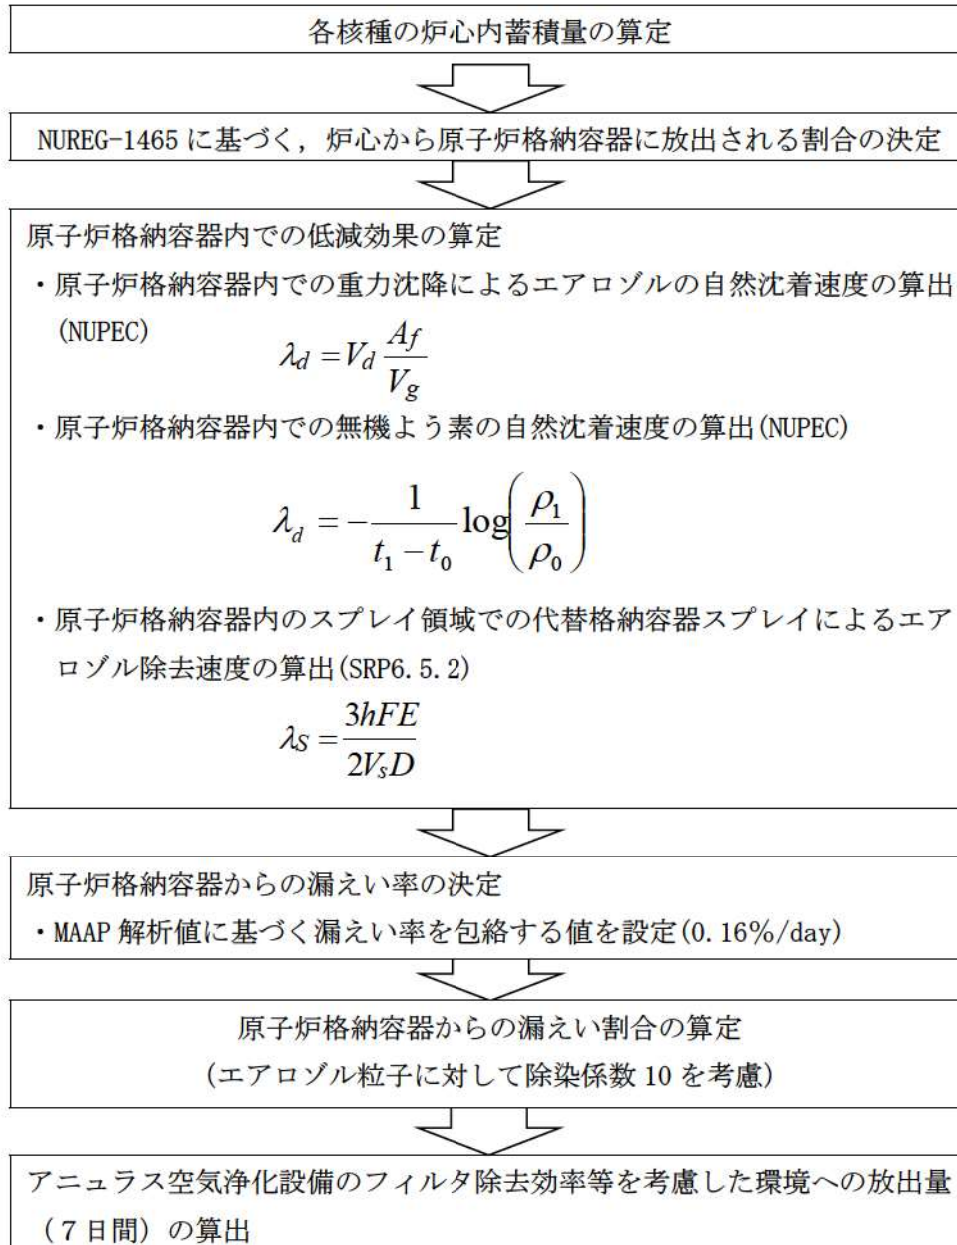 各核種の炉心内蓄積量の算定
NUREG-1465 に基づく，炉心から原子炉格納容器に放出される割合の決定
原子炉格納容器内での低減効果の算定
・原子炉格納容器内での重力沈降によるエアロゾルの自然沈着速度の算出
(NUPEC)
λd = Vd Af/Vg
・原子炉格納容器内での無機よう素の自然沈着速度の算出(NUPEC)
λd = − 1/(t1 − t0) log(ρ1/ρ0)
・原子炉格納容器内のスプレイ領域での代替格納容器スプレイによるエア
ロゾル除去速度の算出(SRP6.5.2)
λS = 3hFE/2VsD
原子炉格納容器からの漏えい率の決定
・MAAP 解析値に基づく漏えい率を包絡する値を設定(0.16%/day)
原子炉格納容器からの漏えい割合の算定
(エアロゾル粒子に対して除染係数 10 を考慮)
アニュラス空気浄化設備のフィルタ除去効率等を考慮した環境への放出量
（７日間）の算出